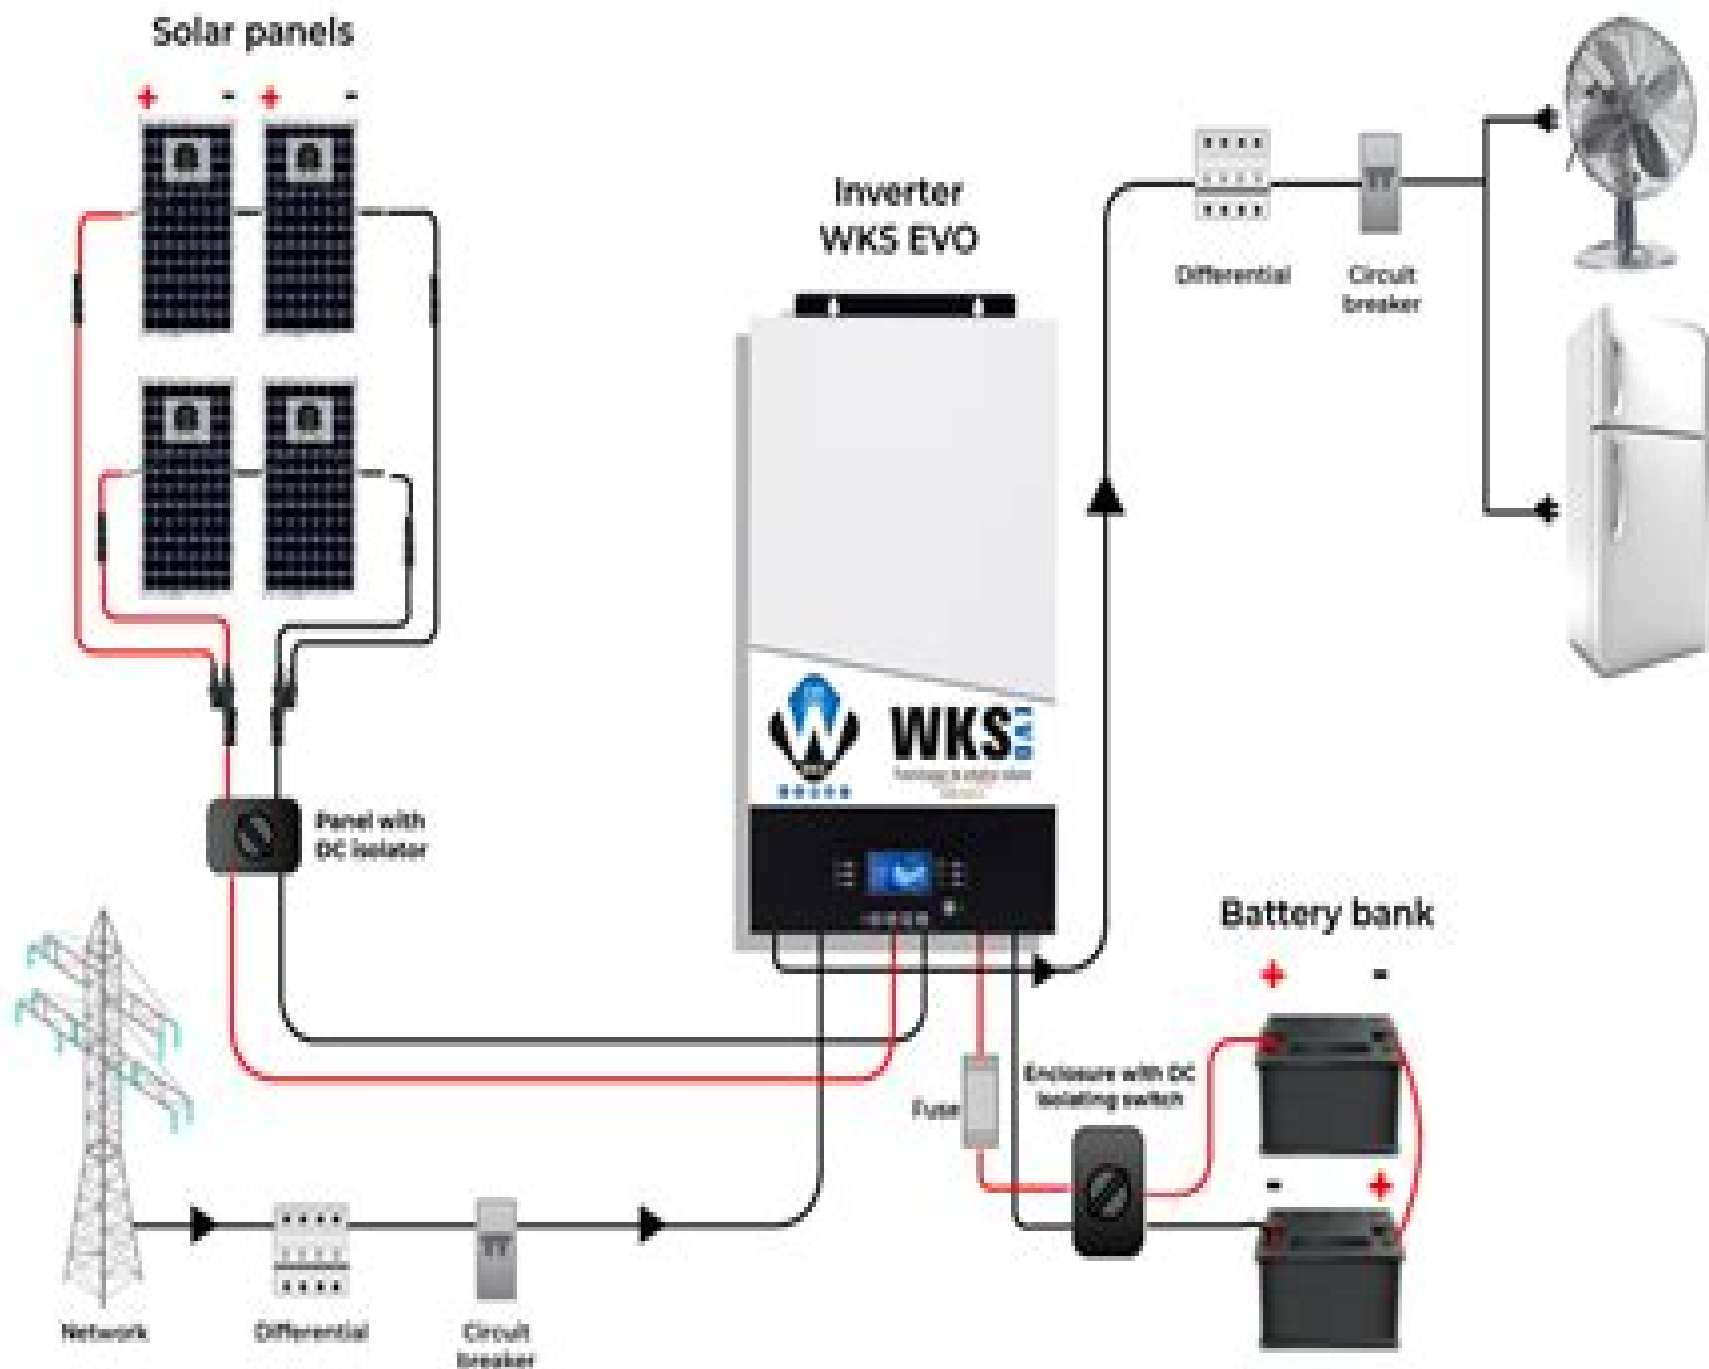 Solar panels
+ - + -
Inverter
WKS EVO
Differential
Circuit
breaker
WKS
EVO
Panel with
DC isolator
Battery bank
+ -
Enclosure with DC
isolating switch
Fuse
- +
Network
Differential
Circuit
breaker